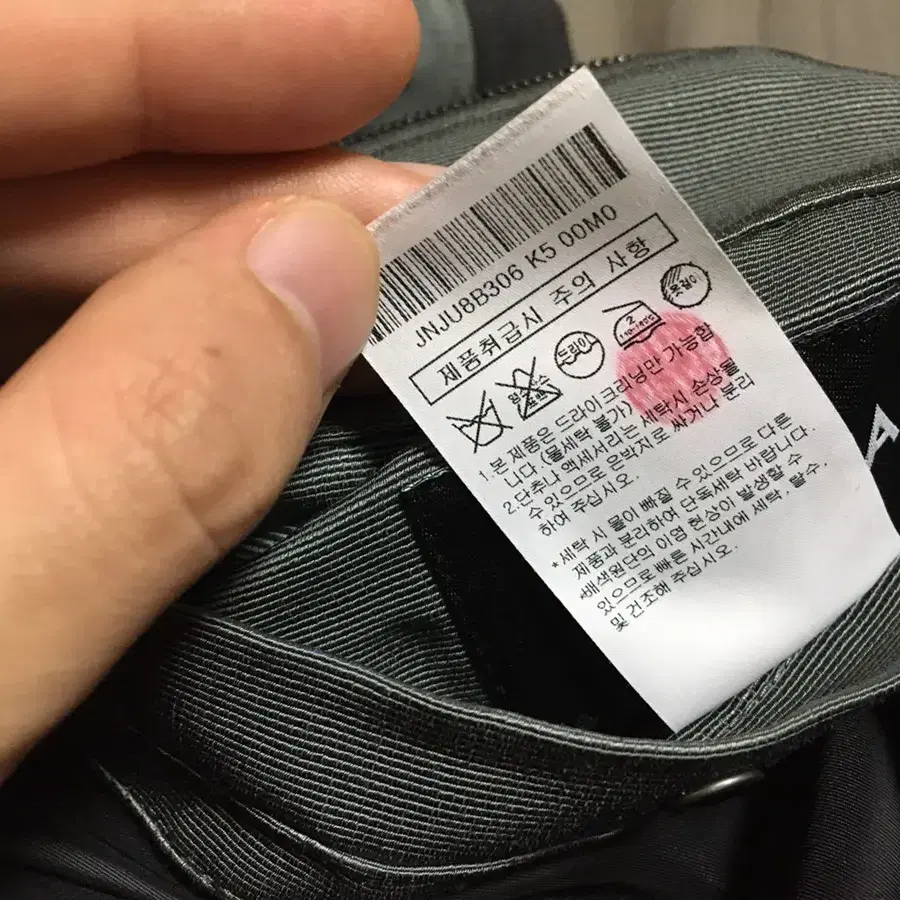 JNJU8B306 K5 00M0
제품취급시 주의 사항
드라이
옷걸이
1.본 제품은 드라이크리닝만 가능합
니다.(물세탁 불가)
2.단추나 액세서리는 세탁시 손상될
수 있으므로 은박지로 싸거나 분리
하여 주십시오.
*세탁 시 물이 빠질 수 있으므로 다른
제품과 분리하여 단독세탁 바랍니다.
*배색원단의 이염 현상이 발생할 수
있으므로 빠른 시간내에 세탁, 탈수,
및 건조해 주십시오.
A